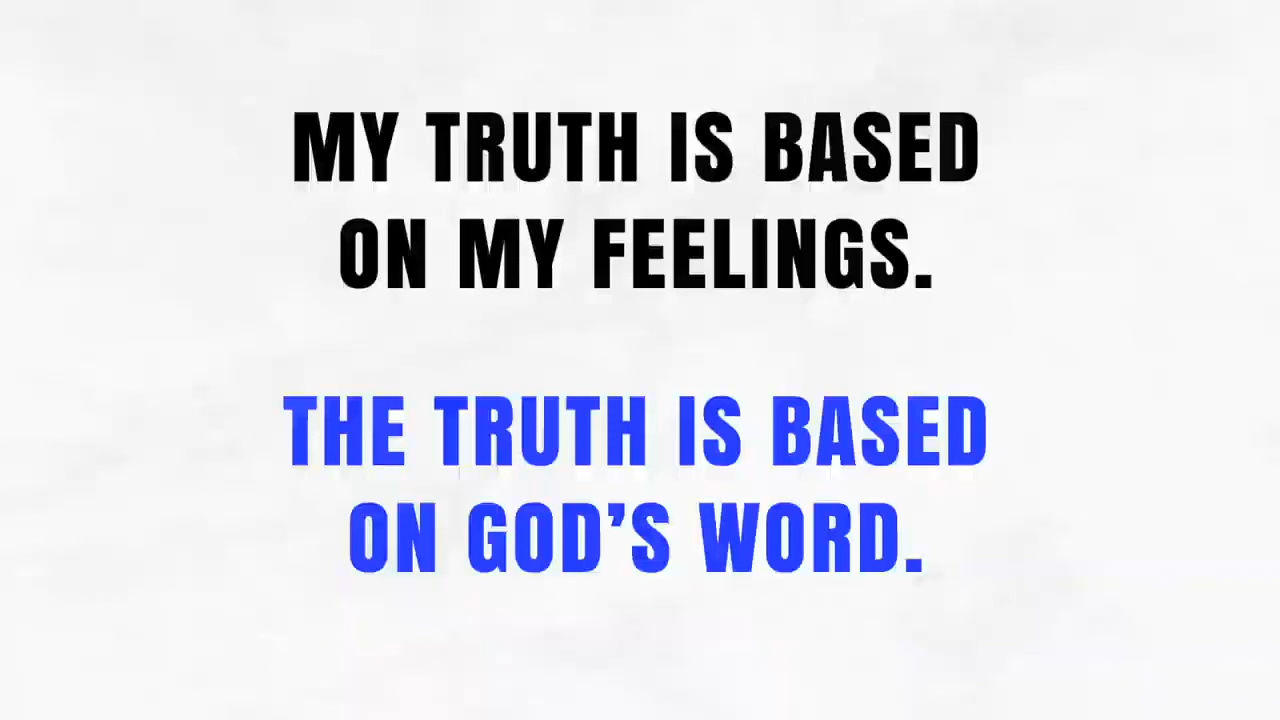 MY TRUTH IS BASED
ON MY FEELINGS.
THE TRUTH IS BASED
ON GOD’S WORD.